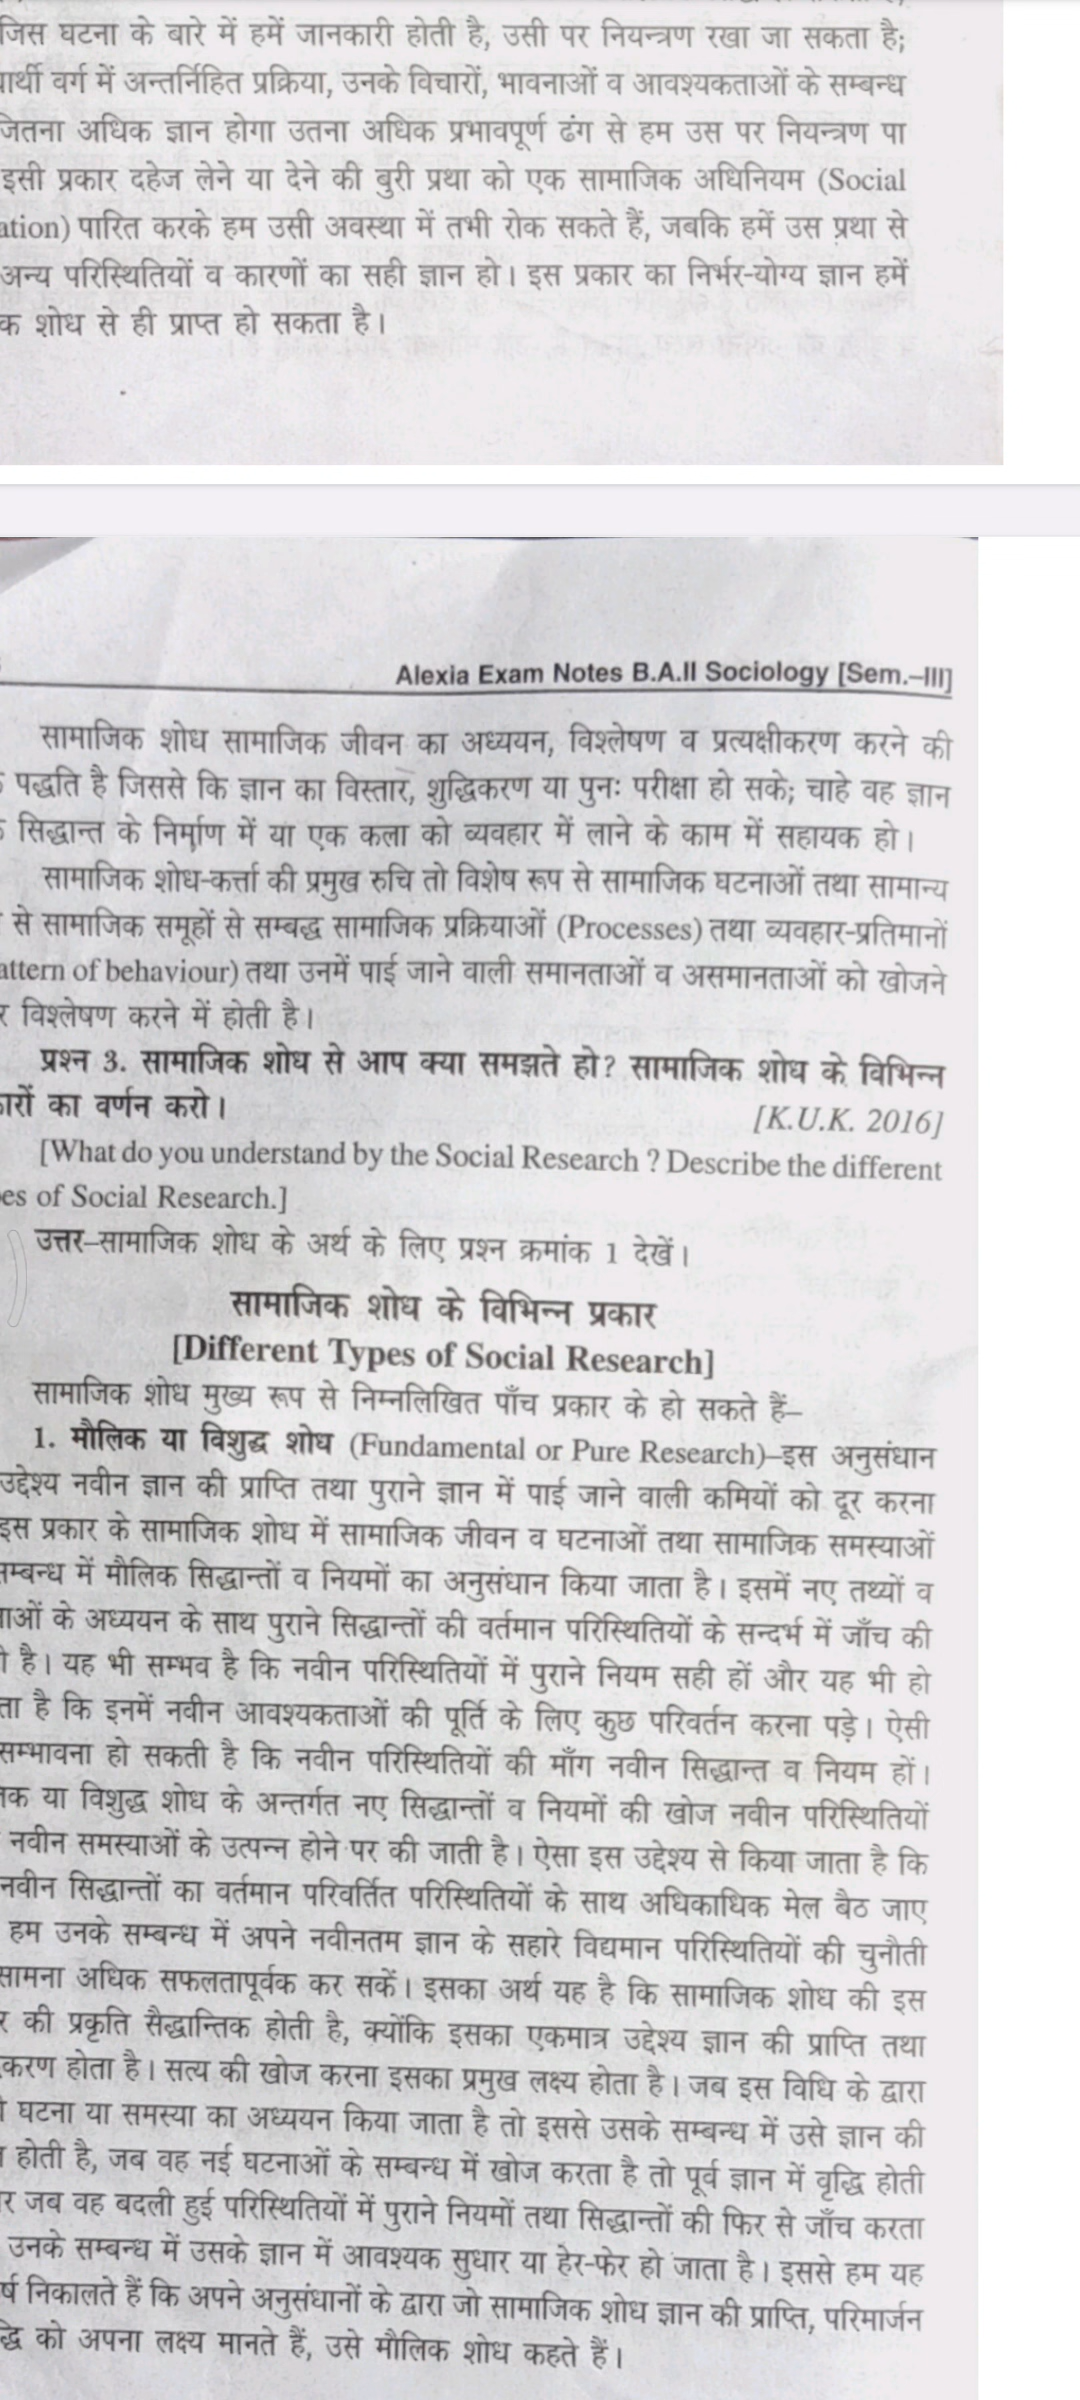 जिस घटना के बारे में हमें जानकारी होती है, उसी पर नियन्त्रण रखा जा सकता है;
वर्ग में अन्तर्निहित प्रक्रिया, उनके विचारों, भावनाओं व आवश्यकताओं के सम्बन्ध
जितना अधिक ज्ञान होगा उतना अधिक प्रभावपूर्ण ढंग से हम उस पर नियन्त्रण पा
इसी प्रकार दहेज लेने या देने की बुरी प्रथा को एक सामाजिक अधिनियम (Social
ation) पारित करके हम उसी अवस्था में तभी रोक सकते हैं, जबकि हमें उस प्रथा से
अन्य परिस्थितियों व कारणों का सही ज्ञान हो। इस प्रकार का निर्भर-योग्य ज्ञान हमें
क शोध से ही प्राप्त हो सकता है।
Alexia Exam Notes B.A.II Sociology [Sem.–III]
सामाजिक शोध सामाजिक जीवन का अध्ययन, विश्लेषण व प्रत्यक्षीकरण करने की
पद्धति है जिससे कि ज्ञान का विस्तार, शुद्धिकरण या पुनः परीक्षा हो सके; चाहे वह ज्ञान
सिद्धान्त के निर्माण में या एक कला को व्यवहार में लाने के काम में सहायक हो।
सामाजिक शोध-कर्त्ता की प्रमुख रुचि तो विशेष रूप से सामाजिक घटनाओं तथा सामान्य
से सामाजिक समूहों से सम्बद्ध सामाजिक प्रक्रियाओं (Processes) तथा व्यवहार-प्रतिमानों
attern of behaviour) तथा उनमें पाई जाने वाली समानताओं व असमानताओं को खोजने
विश्लेषण करने में होती है।
प्रश्न 3. सामाजिक शोध से आप क्या समझते हो? सामाजिक शोध के विभिन्न
ारों का वर्णन करो। [K.U.K. 2016]
[What do you understand by the Social Research ? Describe the different
es of Social Research.]
उत्तर–सामाजिक शोध के अर्थ के लिए प्रश्न क्रमांक 1 देखें।
सामाजिक शोध के विभिन्न प्रकार
[Different Types of Social Research]
सामाजिक शोध मुख्य रूप से निम्नलिखित पाँच प्रकार के हो सकते हैं–
1. मौलिक या विशुद्ध शोध (Fundamental or Pure Research)–इस अनुसंधान
उद्देश्य नवीन ज्ञान की प्राप्ति तथा पुराने ज्ञान में पाई जाने वाली कमियों को दूर करना
इस प्रकार के सामाजिक शोध में सामाजिक जीवन व घटनाओं तथा सामाजिक समस्याओं
सम्बन्ध में मौलिक सिद्धान्तों व नियमों का अनुसंधान किया जाता है। इसमें नए तथ्यों व
ाओं के अध्ययन के साथ पुराने सिद्धान्तों की वर्तमान परिस्थितियों के सन्दर्भ में जाँच की
है। यह भी सम्भव है कि नवीन परिस्थितियों में पुराने नियम सही हों और यह भी हो
ता है कि इनमें नवीन आवश्यकताओं की पूर्ति के लिए कुछ परिवर्तन करना पड़े। ऐसी
सम्भावना हो सकती है कि नवीन परिस्थितियों की माँग नवीन सिद्धान्त व नियम हों।
क या विशुद्ध शोध के अन्तर्गत नए सिद्धान्तों व नियमों की खोज नवीन परिस्थितियों
नवीन समस्याओं के उत्पन्न होने पर की जाती है। ऐसा इस उद्देश्य से किया जाता है कि
नवीन सिद्धान्तों का वर्तमान परिवर्तित परिस्थितियों के साथ अधिकाधिक मेल बैठ जाए
हम उनके सम्बन्ध में अपने नवीनतम ज्ञान के सहारे विद्यमान परिस्थितियों की चुनौती
सामना अधिक सफलतापूर्वक कर सकें। इसका अर्थ यह है कि सामाजिक शोध की इस
र की प्रकृति सैद्धान्तिक होती है, क्योंकि इसका एकमात्र उद्देश्य ज्ञान की प्राप्ति तथा
करण होता है। सत्य की खोज करना इसका प्रमुख लक्ष्य होता है। जब इस विधि के द्वारा
घटना या समस्या का अध्ययन किया जाता है तो इससे उसके सम्बन्ध में उसे ज्ञान की
होती है, जब वह नई घटनाओं के सम्बन्ध में खोज करता है तो पूर्व ज्ञान में वृद्धि होती
र जब वह बदली हुई परिस्थितियों में पुराने नियमों तथा सिद्धान्तों की फिर से जाँच करता
उनके सम्बन्ध में उसके ज्ञान में आवश्यक सुधार या हेर-फेर हो जाता है। इससे हम यह
र्ष निकालते हैं कि अपने अनुसंधानों के द्वारा जो सामाजिक शोध ज्ञान की प्राप्ति, परिमार्जन
द्धि को अपना लक्ष्य मानते हैं, उसे मौलिक शोध कहते हैं।